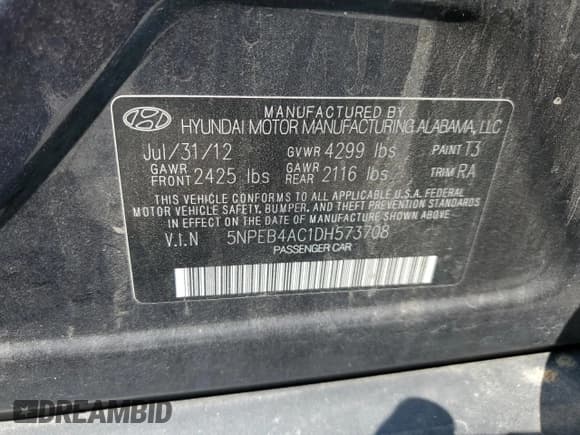 MANUFACTURED BY
HYUNDAI MOTOR MANUFACTURING ALABAMA, LLC
Jul/31/12 GVWR 4299 lbs PAINT T3
GAWR FRONT 2425 lbs GAWR REAR 2116 lbs TRIM RA
THIS VEHICLE CONFORMS TO ALL APPLICABLE U.S.A. FEDERAL
MOTOR VEHICLE SAFETY, BUMPER, AND THEFT PREVENTION STANDARDS
IN EFFECT ON THE DATE OF MANUFACTURE SHOWN ABOVE.
V.I.N 5NPEB4AC1DH573708
PASSENGER CAR
DREAMBID